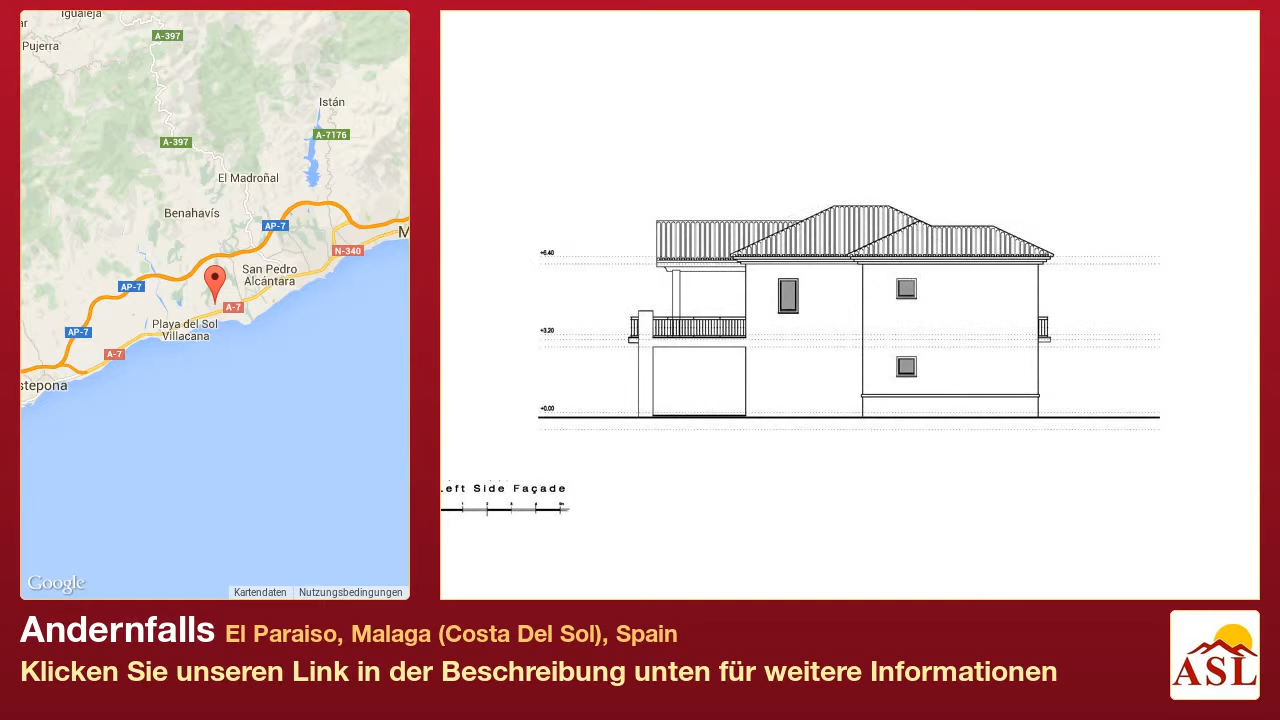 Igualeja
ar
Pujerra
A-397
Istán
A-7176
A-397
El Madroñal
Benahavís
AP-7
M
N-340
San Pedro
Alcántara
AP-7
A-7
Playa del Sol
Villacana
AP-7
A-7
stepona
Google
Kartendaten
Nutzungsbedingungen
+6.40
+3.20
+0.00
Left Side Façade
Andernfalls El Paraiso, Malaga (Costa Del Sol), Spain
Klicken Sie unseren Link in der Beschreibung unten für weitere Informationen
ASL